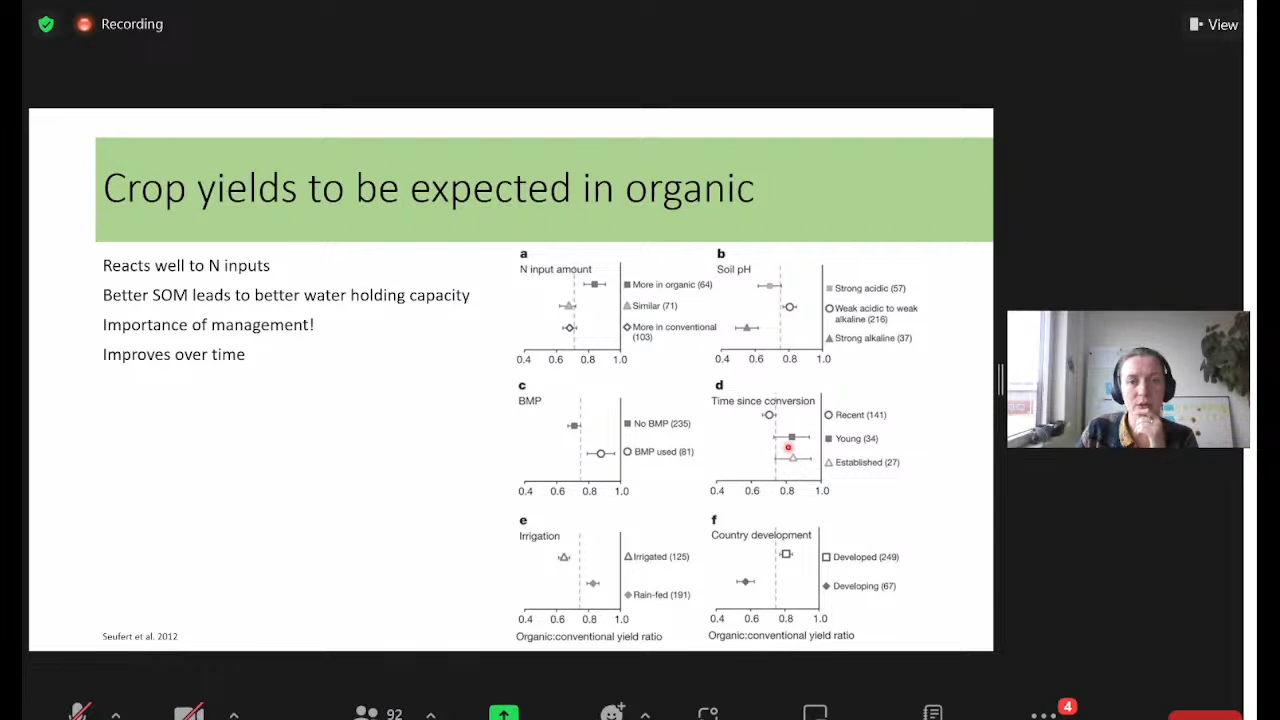 Recording
View
Crop yields to be expected in organic
Reacts well to N inputs
Better SOM leads to better water holding capacity
Importance of management!
Improves over time
a
N input amount
More in organic (64)
Similar (71)
More in conventional
(103)
0.4 0.6 0.8 1.0
b
Soil pH
Strong acidic (57)
Weak acidic to weak
alkaline (216)
Strong alkaline (37)
0.4 0.6 0.8 1.0
c
BMP
No BMP (235)
BMP used (81)
0.4 0.6 0.8 1.0
d
Time since conversion
Recent (141)
Young (34)
Established (27)
0.4 0.6 0.8 1.0
e
Irrigation
Irrigated (125)
Rain-fed (191)
0.4 0.6 0.8 1.0
Organic:conventional yield ratio
f
Country development
Developed (249)
Developing (67)
0.4 0.6 0.8 1.0
Organic:conventional yield ratio
Seufert et al. 2012
92
4